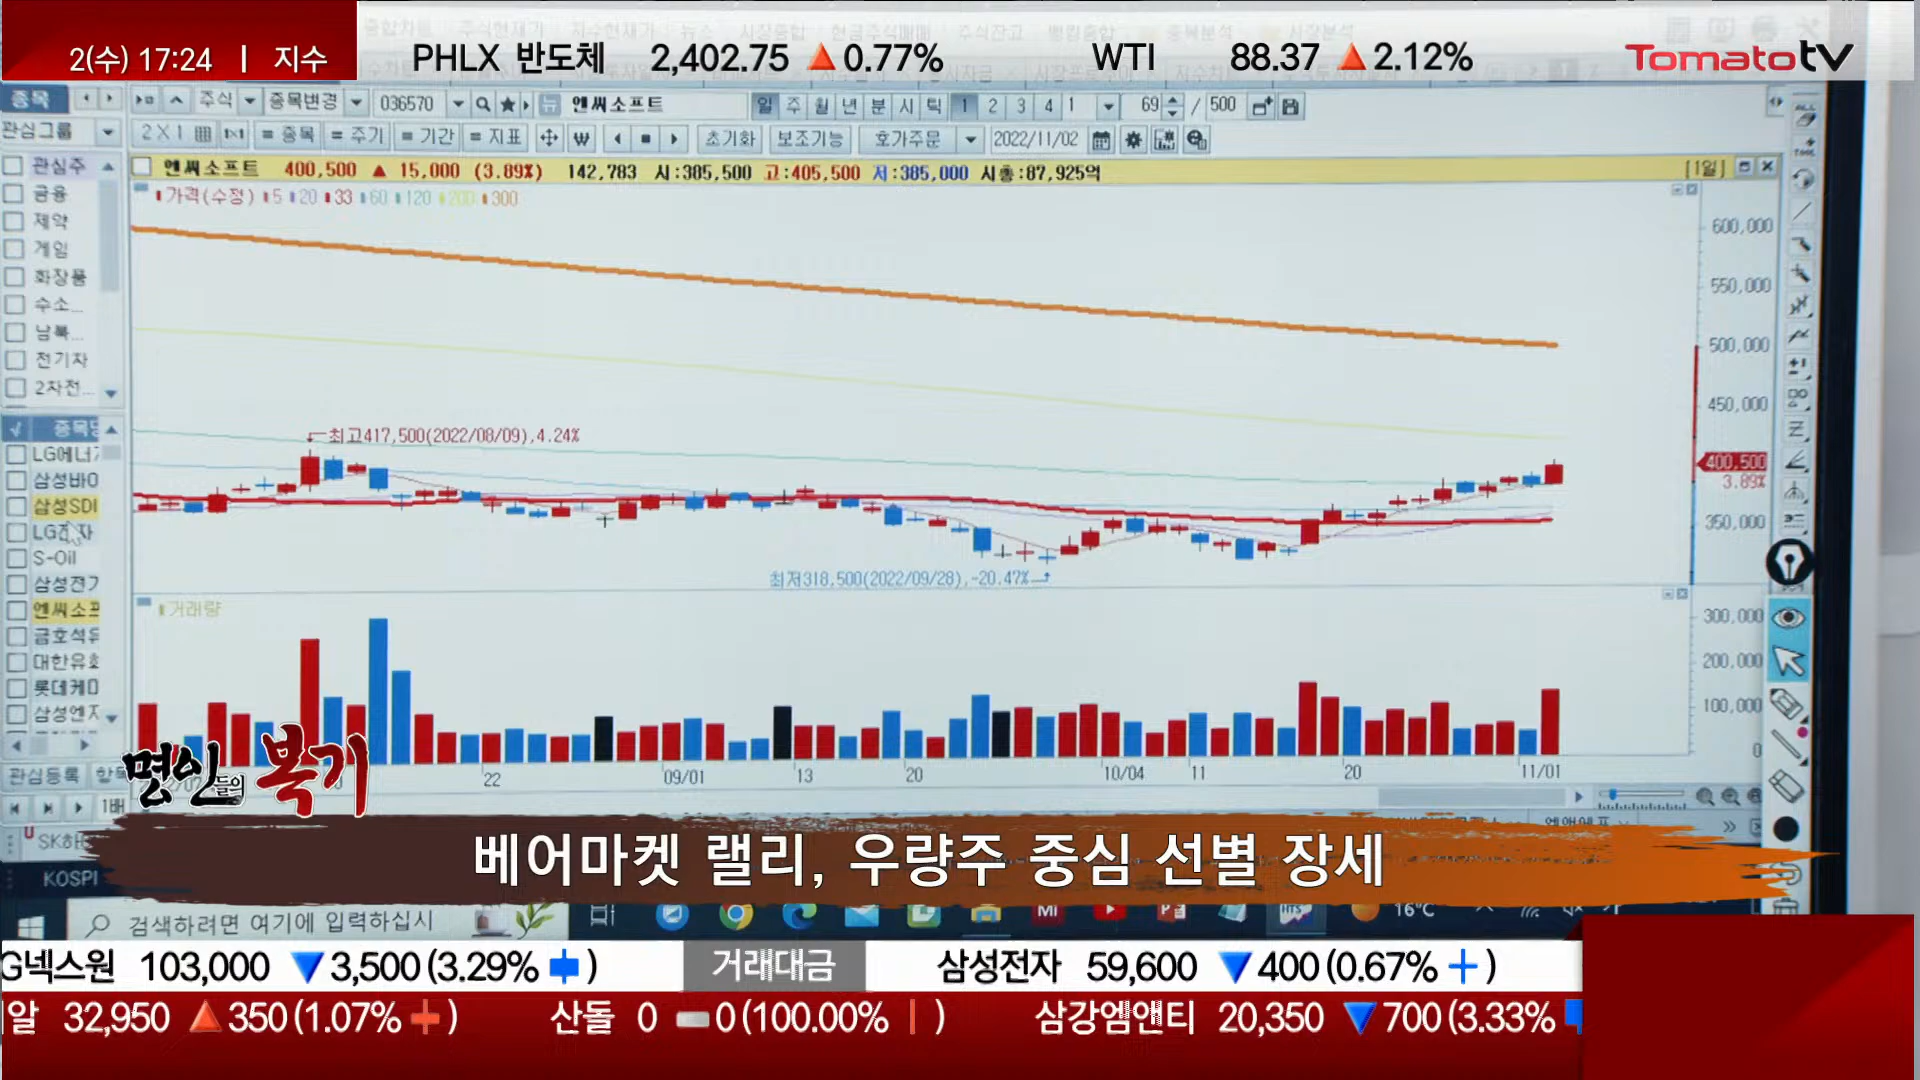 2(수) 17:24 | 지수 PHLX 반도체 2,402.75 ▲0.77% WTI 88.37 ▲2.12% Tomatotv
종목 주식 종목변경 036570 엔씨소프트 일 주 월 년 분 시 틱 1 2 3 4 1 69 / 500
관심그룹 2 X 1 종목 주기 기간 지표 초기화 보조기능 호가주문 2022/11/02
엔씨소프트 400,500 ▲ 15,000 (3.89%) 142,783 시:385,500 고:405,500 저:385,000 시총:87,925억 [1일]
가격(수정) 5 20 33 60 120 200 300
관심주
금융
제약
게임
화장품
수소...
남북...
전기자
2차전...
600,000
550,000
500,000
450,000
400,500
3.89%
350,000
최고417,500(2022/08/09),4.24%
최저318,500(2022/09/28),-20.47%
종목명
LG에너지
삼성바이
삼성SDI
LG전자
S-Oil
삼성전기
엔씨소프
금호석유
대한유화
롯데케미
삼성엔지
거래량
300,000
200,000
100,000
0
22 09/01 13 20 10/04 11 20 11/01
관심등록
명인들의 복기
베어마켓 랠리, 우량주 중심 선별 장세
KOSPI
검색하려면 여기에 입력하십시
16°C
G넥스원 103,000 ▼3,500(3.29% ) 거래대금 삼성전자 59,600 ▼400(0.67% )
알 32,950 ▲350(1.07% ) 산돌 0 0(100.00% ) 삼강엠앤티 20,350 ▼700(3.33%